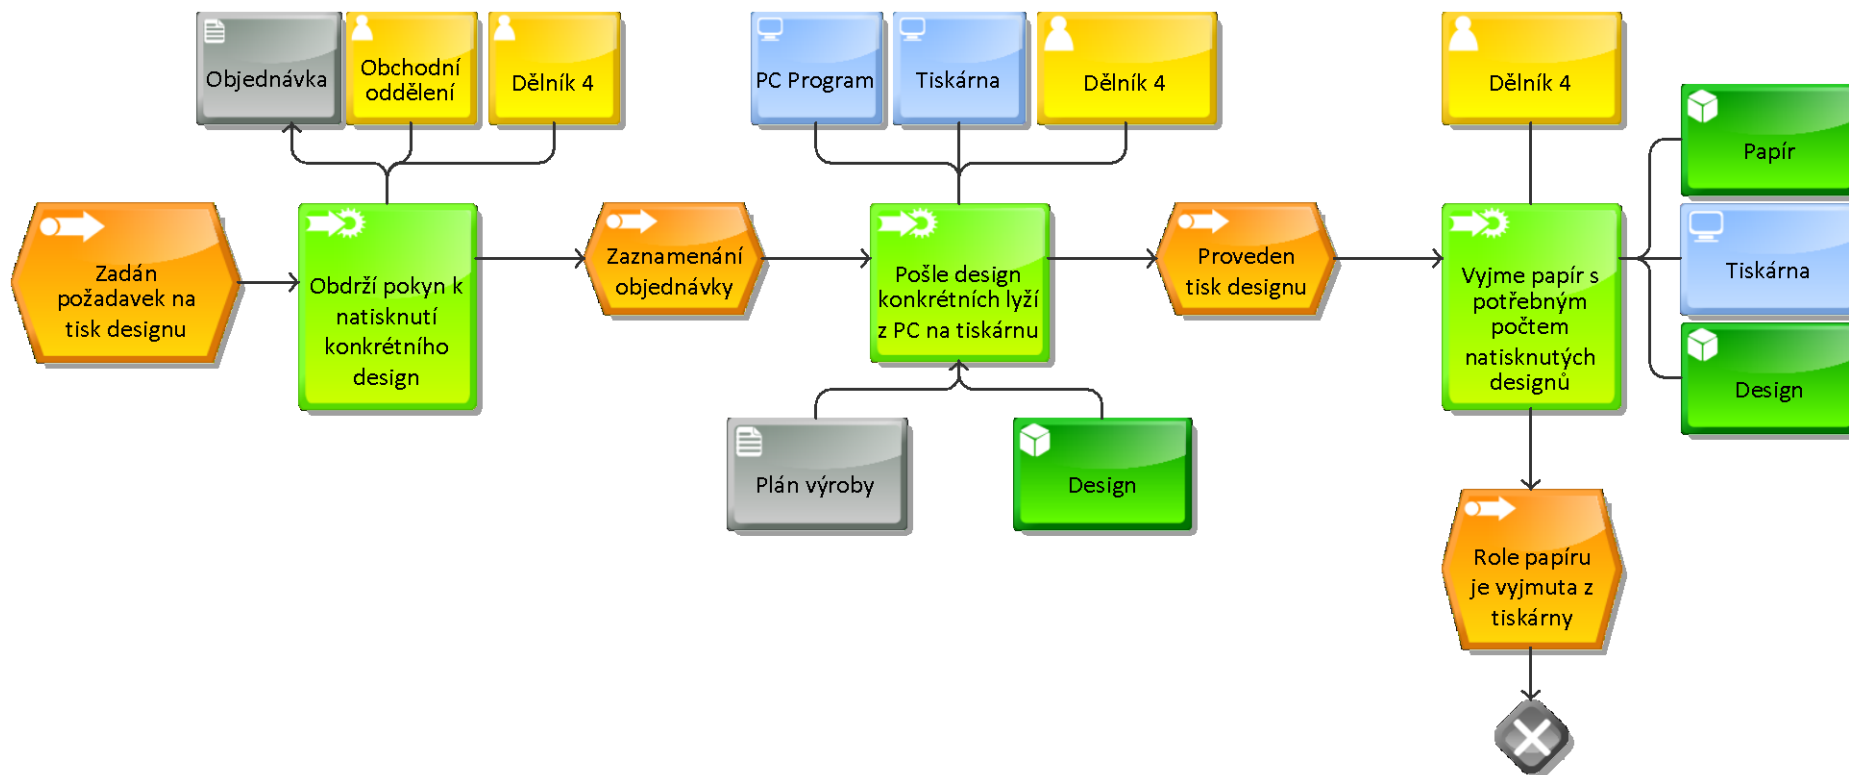 Objednávka
Obchodní
oddělení
Dělník 4
PC Program
Tiskárna
Dělník 4
Dělník 4
Papír
Zadán
požadavek na
tisk designu
Obdrží pokyn k
natisknutí
konkrétního
design
Zaznamenání
objednávky
Pošle design
konkrétních lyží
z PC na tiskárnu
Proveden
tisk designu
Vyjme papír s
potřebným
počtem
natisknutých
designů
Tiskárna
Design
Plán výroby
Design
Role papíru
je vyjmuta z
tiskárny